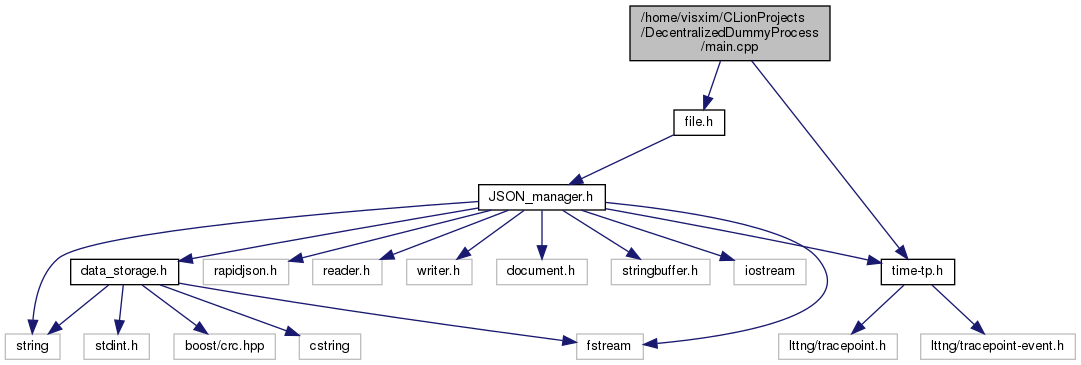 /home/visxim/CLionProjects
/DecentralizedDummyProcess
/main.cpp
file.h
JSON_manager.h
data_storage.h
rapidjson.h
reader.h
writer.h
document.h
stringbuffer.h
iostream
time-tp.h
string
stdint.h
boost/crc.hpp
cstring
fstream
lttng/tracepoint.h
lttng/tracepoint-event.h